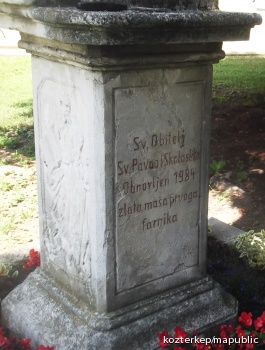 Sv. Obitelj
Sv. Pavao i Skolastika
Obnovljen 1984
zlata maša prvoga
farnika
kozterkep/mapublic